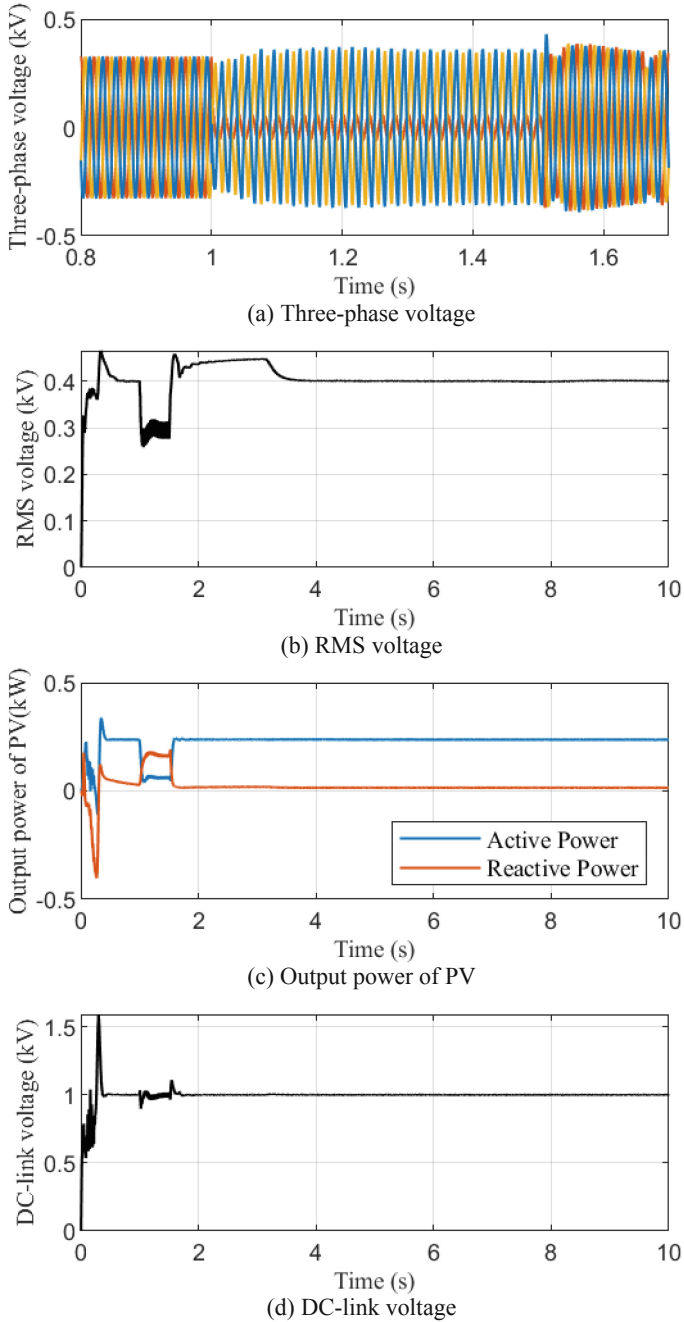 0.5
0
-0.5
Three-phase voltage (kV)
0.8 1 1.2 1.4 1.6
Time (s)
(a) Three-phase voltage
0.4
0.3
0.2
0.1
0
RMS voltage (kV)
0 2 4 6 8 10
Time (s)
(b) RMS voltage
0.5
0
-0.5
Output power of PV(kW)
Active Power
Reactive Power
0 2 4 6 8 10
Time (s)
(c) Output power of PV
1.5
1
0.5
0
DC-link voltage (kV)
0 2 4 6 8 10
Time (s)
(d) DC-link voltage